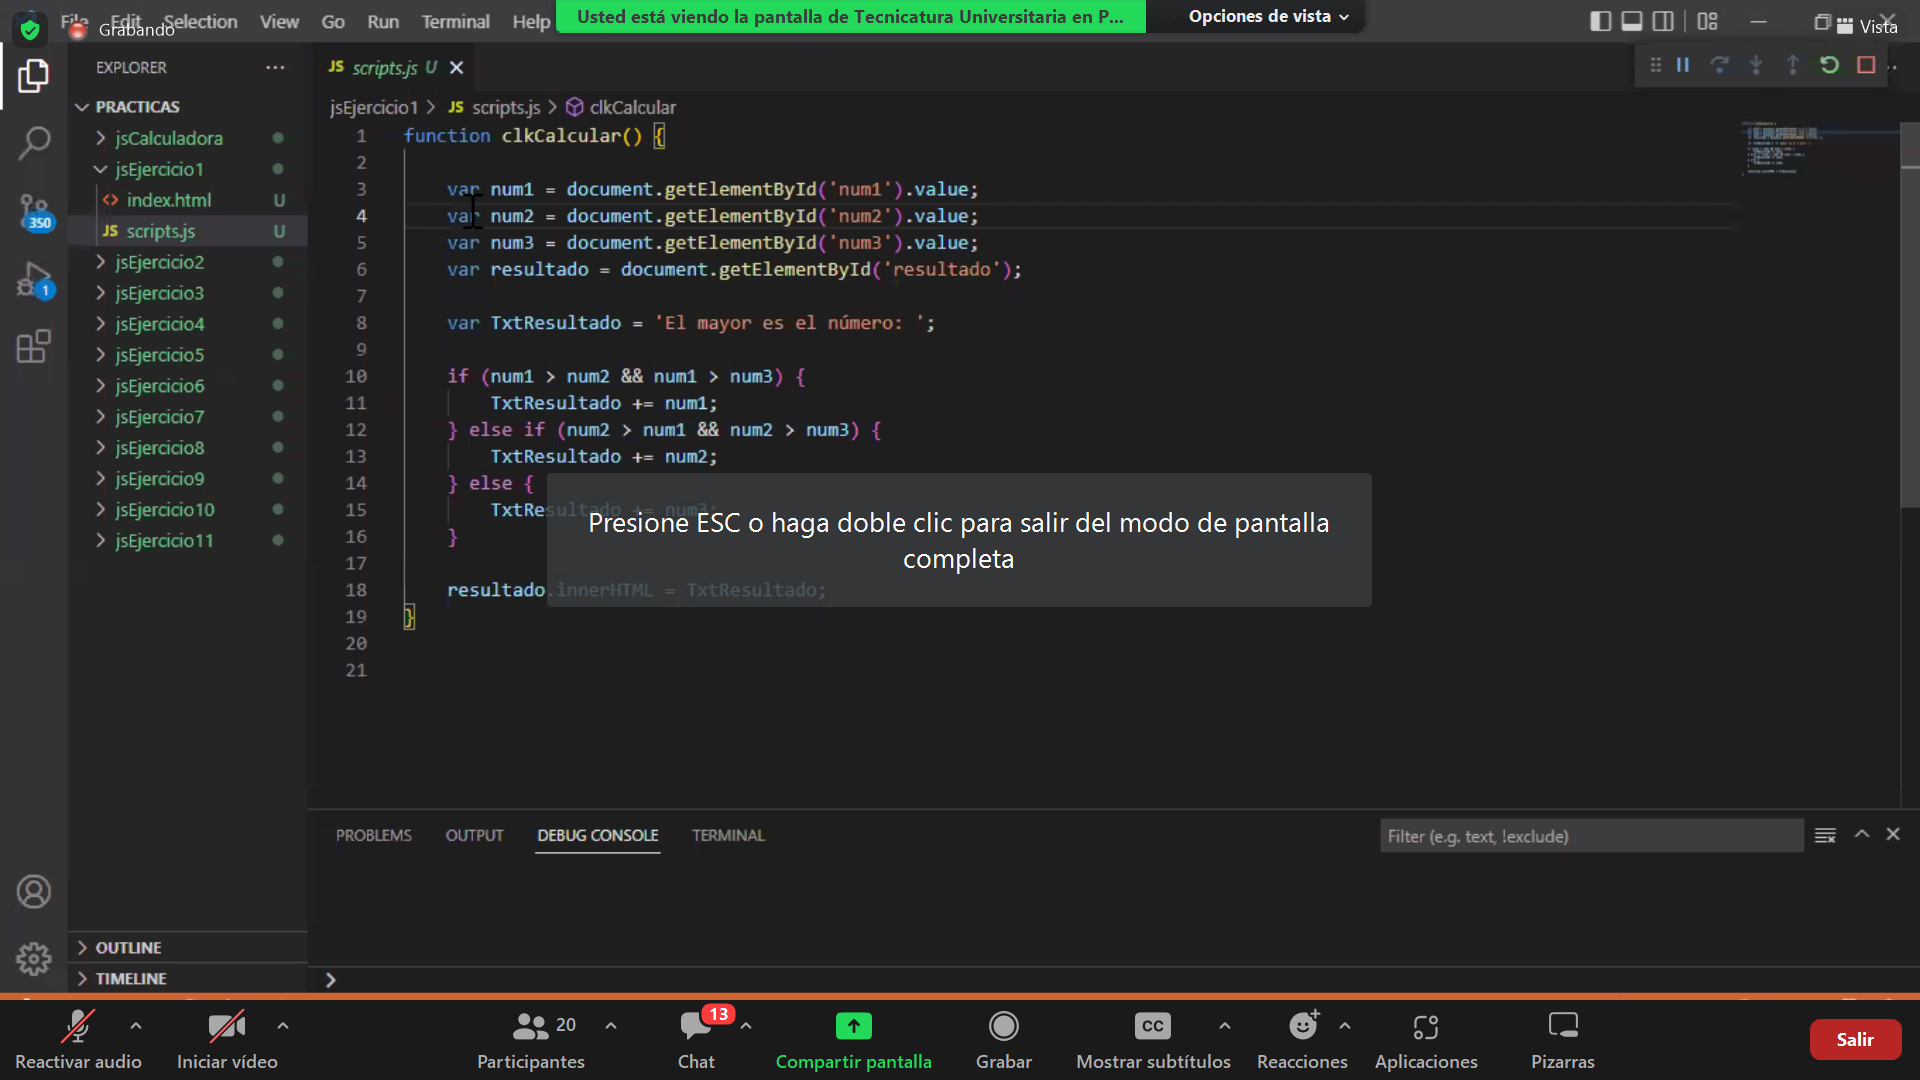 File Edit Selection View Go Run Terminal Help
Grabando
Usted está viendo la pantalla de Tecnicatura Universitaria en P...
Opciones de vista
Vista
EXPLORER
PRACTICAS
jsCalculadora
jsEjercicio1
index.html U
JS scripts.js U
jsEjercicio2
jsEjercicio3
jsEjercicio4
jsEjercicio5
jsEjercicio6
jsEjercicio7
jsEjercicio8
jsEjercicio9
jsEjercicio10
jsEjercicio11
OUTLINE
TIMELINE
350
1
JS scripts.js U
jsEjercicio1 > JS scripts.js > clkCalcular
1 function clkCalcular() {
2
3 var num1 = document.getElementById('num1').value;
4 var num2 = document.getElementById('num2').value;
5 var num3 = document.getElementById('num3').value;
6 var resultado = document.getElementById('resultado');
7
8 var TxtResultado = 'El mayor es el número: ';
9
10 if (num1 > num2 && num1 > num3) {
11 TxtResultado += num1;
12 } else if (num2 > num1 && num2 > num3) {
13 TxtResultado += num2;
14 } else {
15 TxtResultado += num3;
16 }
17
18 resultado.innerHTML = TxtResultado;
19 }
20
21
Presione ESC o haga doble clic para salir del modo de pantalla
completa
PROBLEMS OUTPUT DEBUG CONSOLE TERMINAL
Filter (e.g. text, !exclude)
20
13
CC
Reactivar audio
Iniciar vídeo
Participantes
Chat
Compartir pantalla
Grabar
Mostrar subtítulos
Reacciones
Aplicaciones
Pizarras
Salir